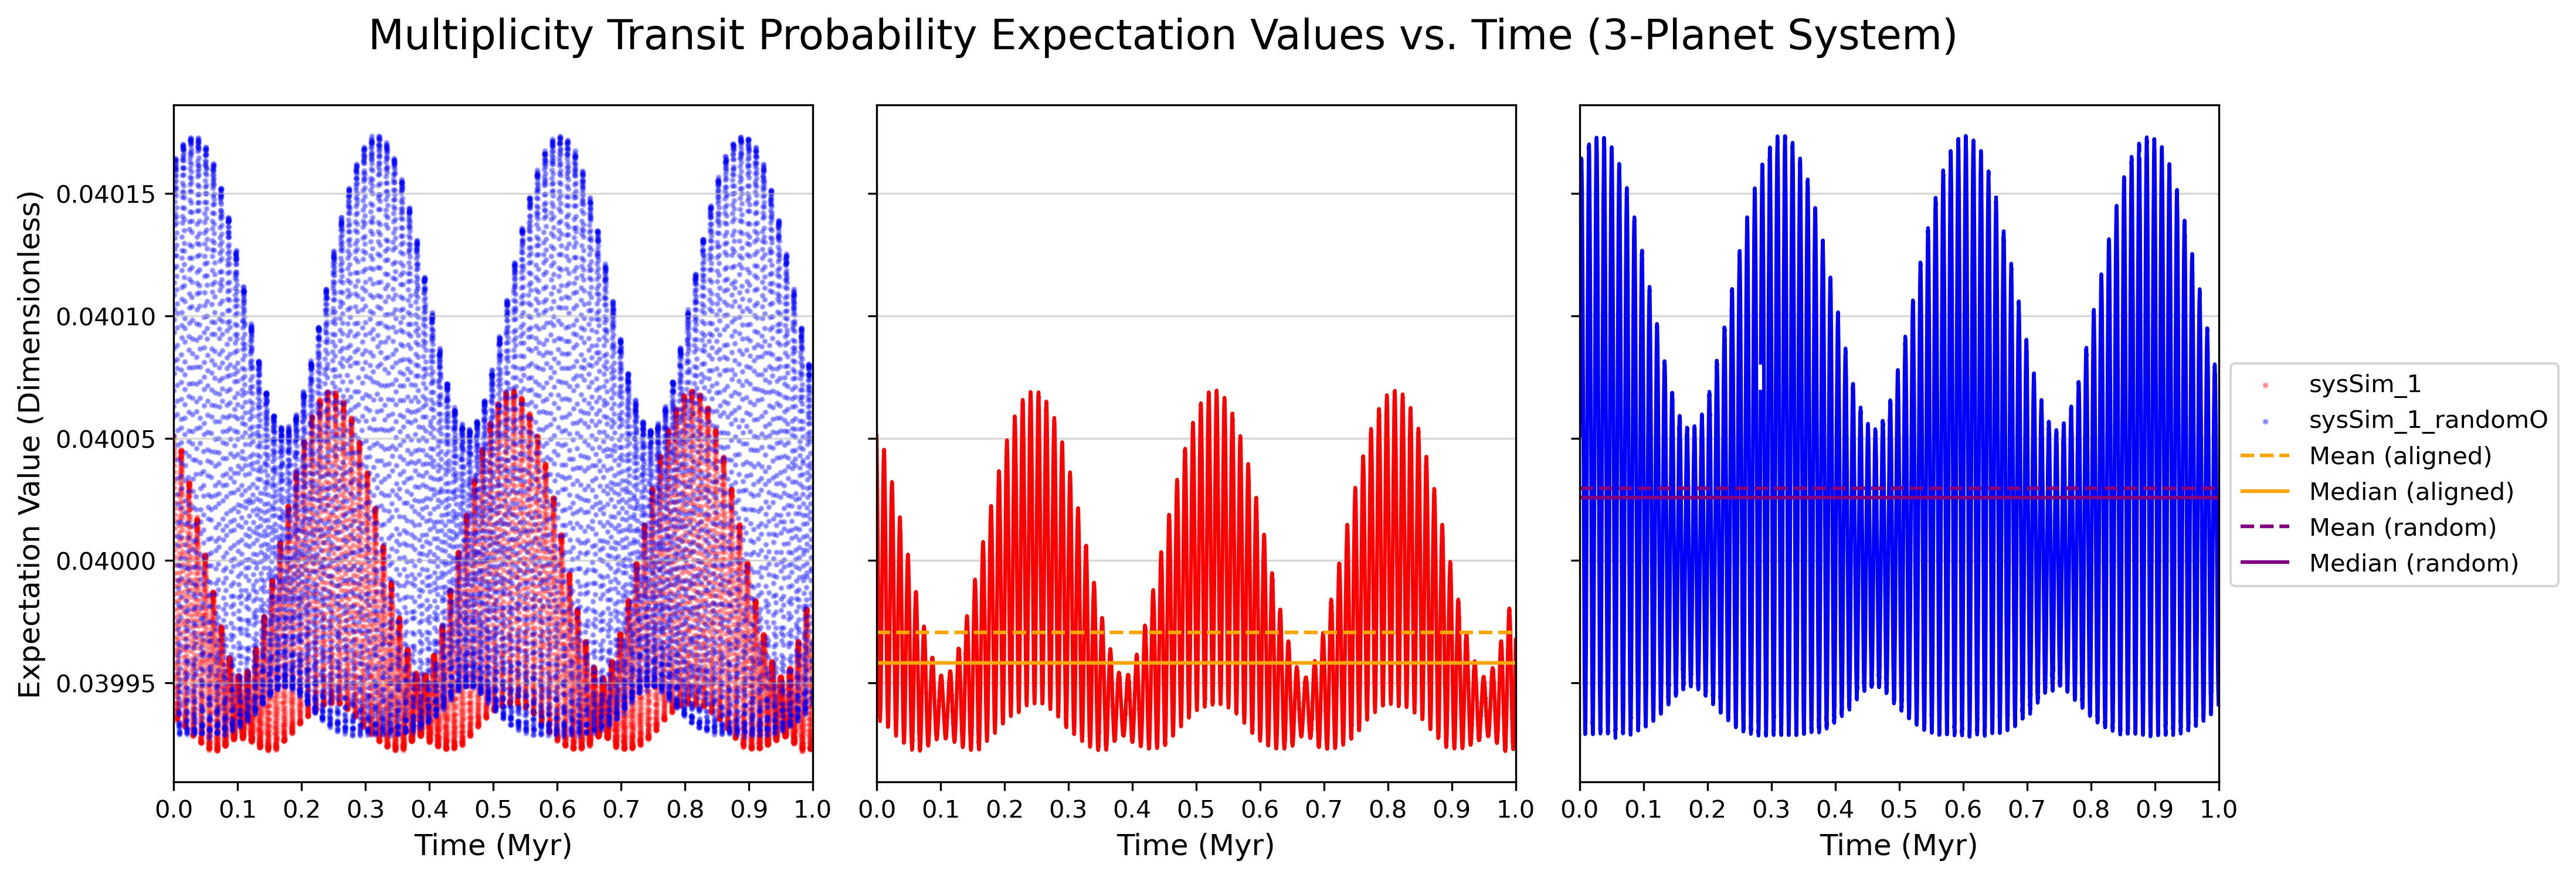 Multiplicity Transit Probability Expectation Values vs. Time (3-Planet System)
Expectation Value (Dimensionless)
0.04015
0.04010
0.04005
0.04000
0.03995
0.0 0.1 0.2 0.3 0.4 0.5 0.6 0.7 0.8 0.9 1.0
Time (Myr)
0.0 0.1 0.2 0.3 0.4 0.5 0.6 0.7 0.8 0.9 1.0
Time (Myr)
0.0 0.1 0.2 0.3 0.4 0.5 0.6 0.7 0.8 0.9 1.0
Time (Myr)
sysSim_1
sysSim_1_randomO
Mean (aligned)
Median (aligned)
Mean (random)
Median (random)